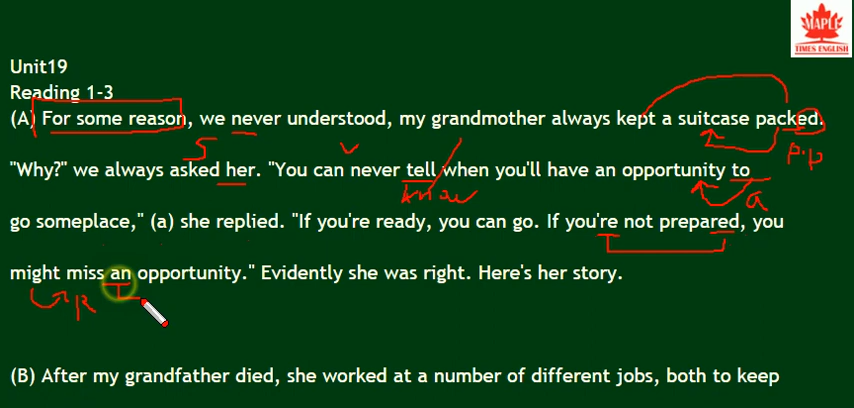 MAPLE
TIMES ENGLISH
Unit19
Reading 1-3
(A) For some reason, we never understood, my grandmother always kept a suitcase packed.
S
p.p
"Why?" we always asked her. "You can never tell when you'll have an opportunity to
know
a
go someplace," (a) she replied. "If you're ready, you can go. If you're not prepared, you
might miss an opportunity." Evidently she was right. Here's her story.
R
(B) After my grandfather died, she worked at a number of different jobs, both to keep